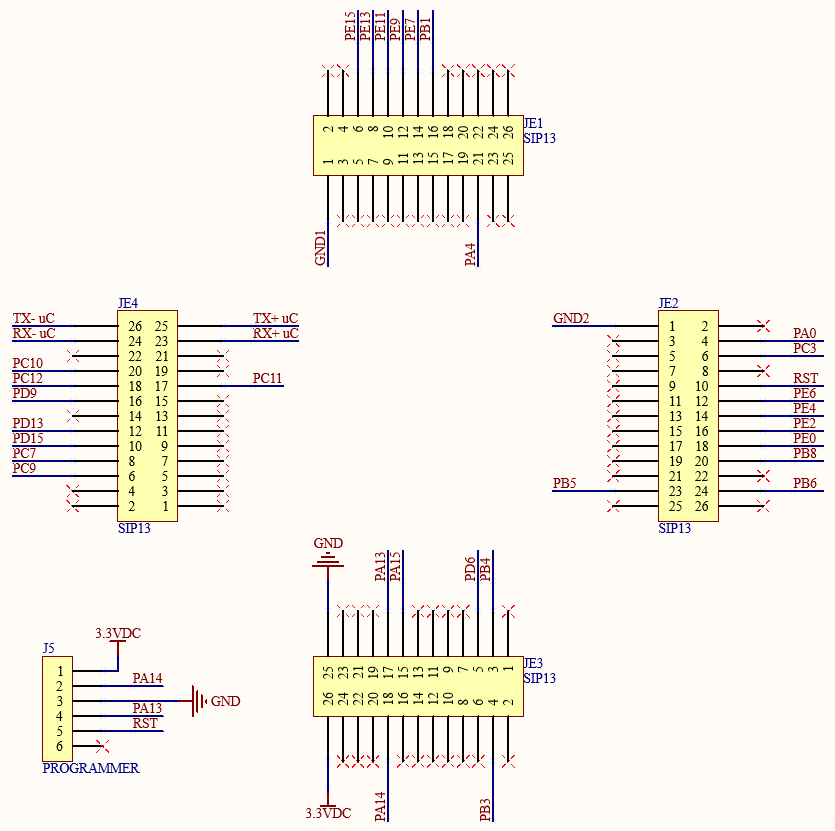 PE15 PE13 PE11 PE9 PE7 PB1
JE1
SIP13
2 4 6 8 10 12 14 16 18 20 22 24 26
1 3 5 7 9 11 13 15 17 19 21 23 25
GND1 PA4
JE4
TX- uC 26 25 TX+ uC
RX- uC 24 23 RX+ uC
22 21
PC10 20 19
PC12 18 17 PC11
PD9 16 15
14 13
PD13 12 11
PD15 10 9
PC7 8 7
PC9 6 5
4 3
2 1
SIP13
JE2
GND2 1 2
3 4 PA0
5 6 PC3
7 8
9 10 RST
11 12 PE6
13 14 PE4
15 16 PE2
17 18 PE0
19 20 PB8
21 22
PB5 23 24 PB6
25 26
SIP13
GND
PA13 PA15 PD6 PB4
JE3
SIP13
25 23 21 19 17 15 13 11 9 7 5 3 1
26 24 22 20 18 16 14 12 10 8 6 4 2
3.3VDC
PA14 PB3
J5
3.3VDC
1
2 PA14
3 GND
4 PA13
5 RST
6
PROGRAMMER